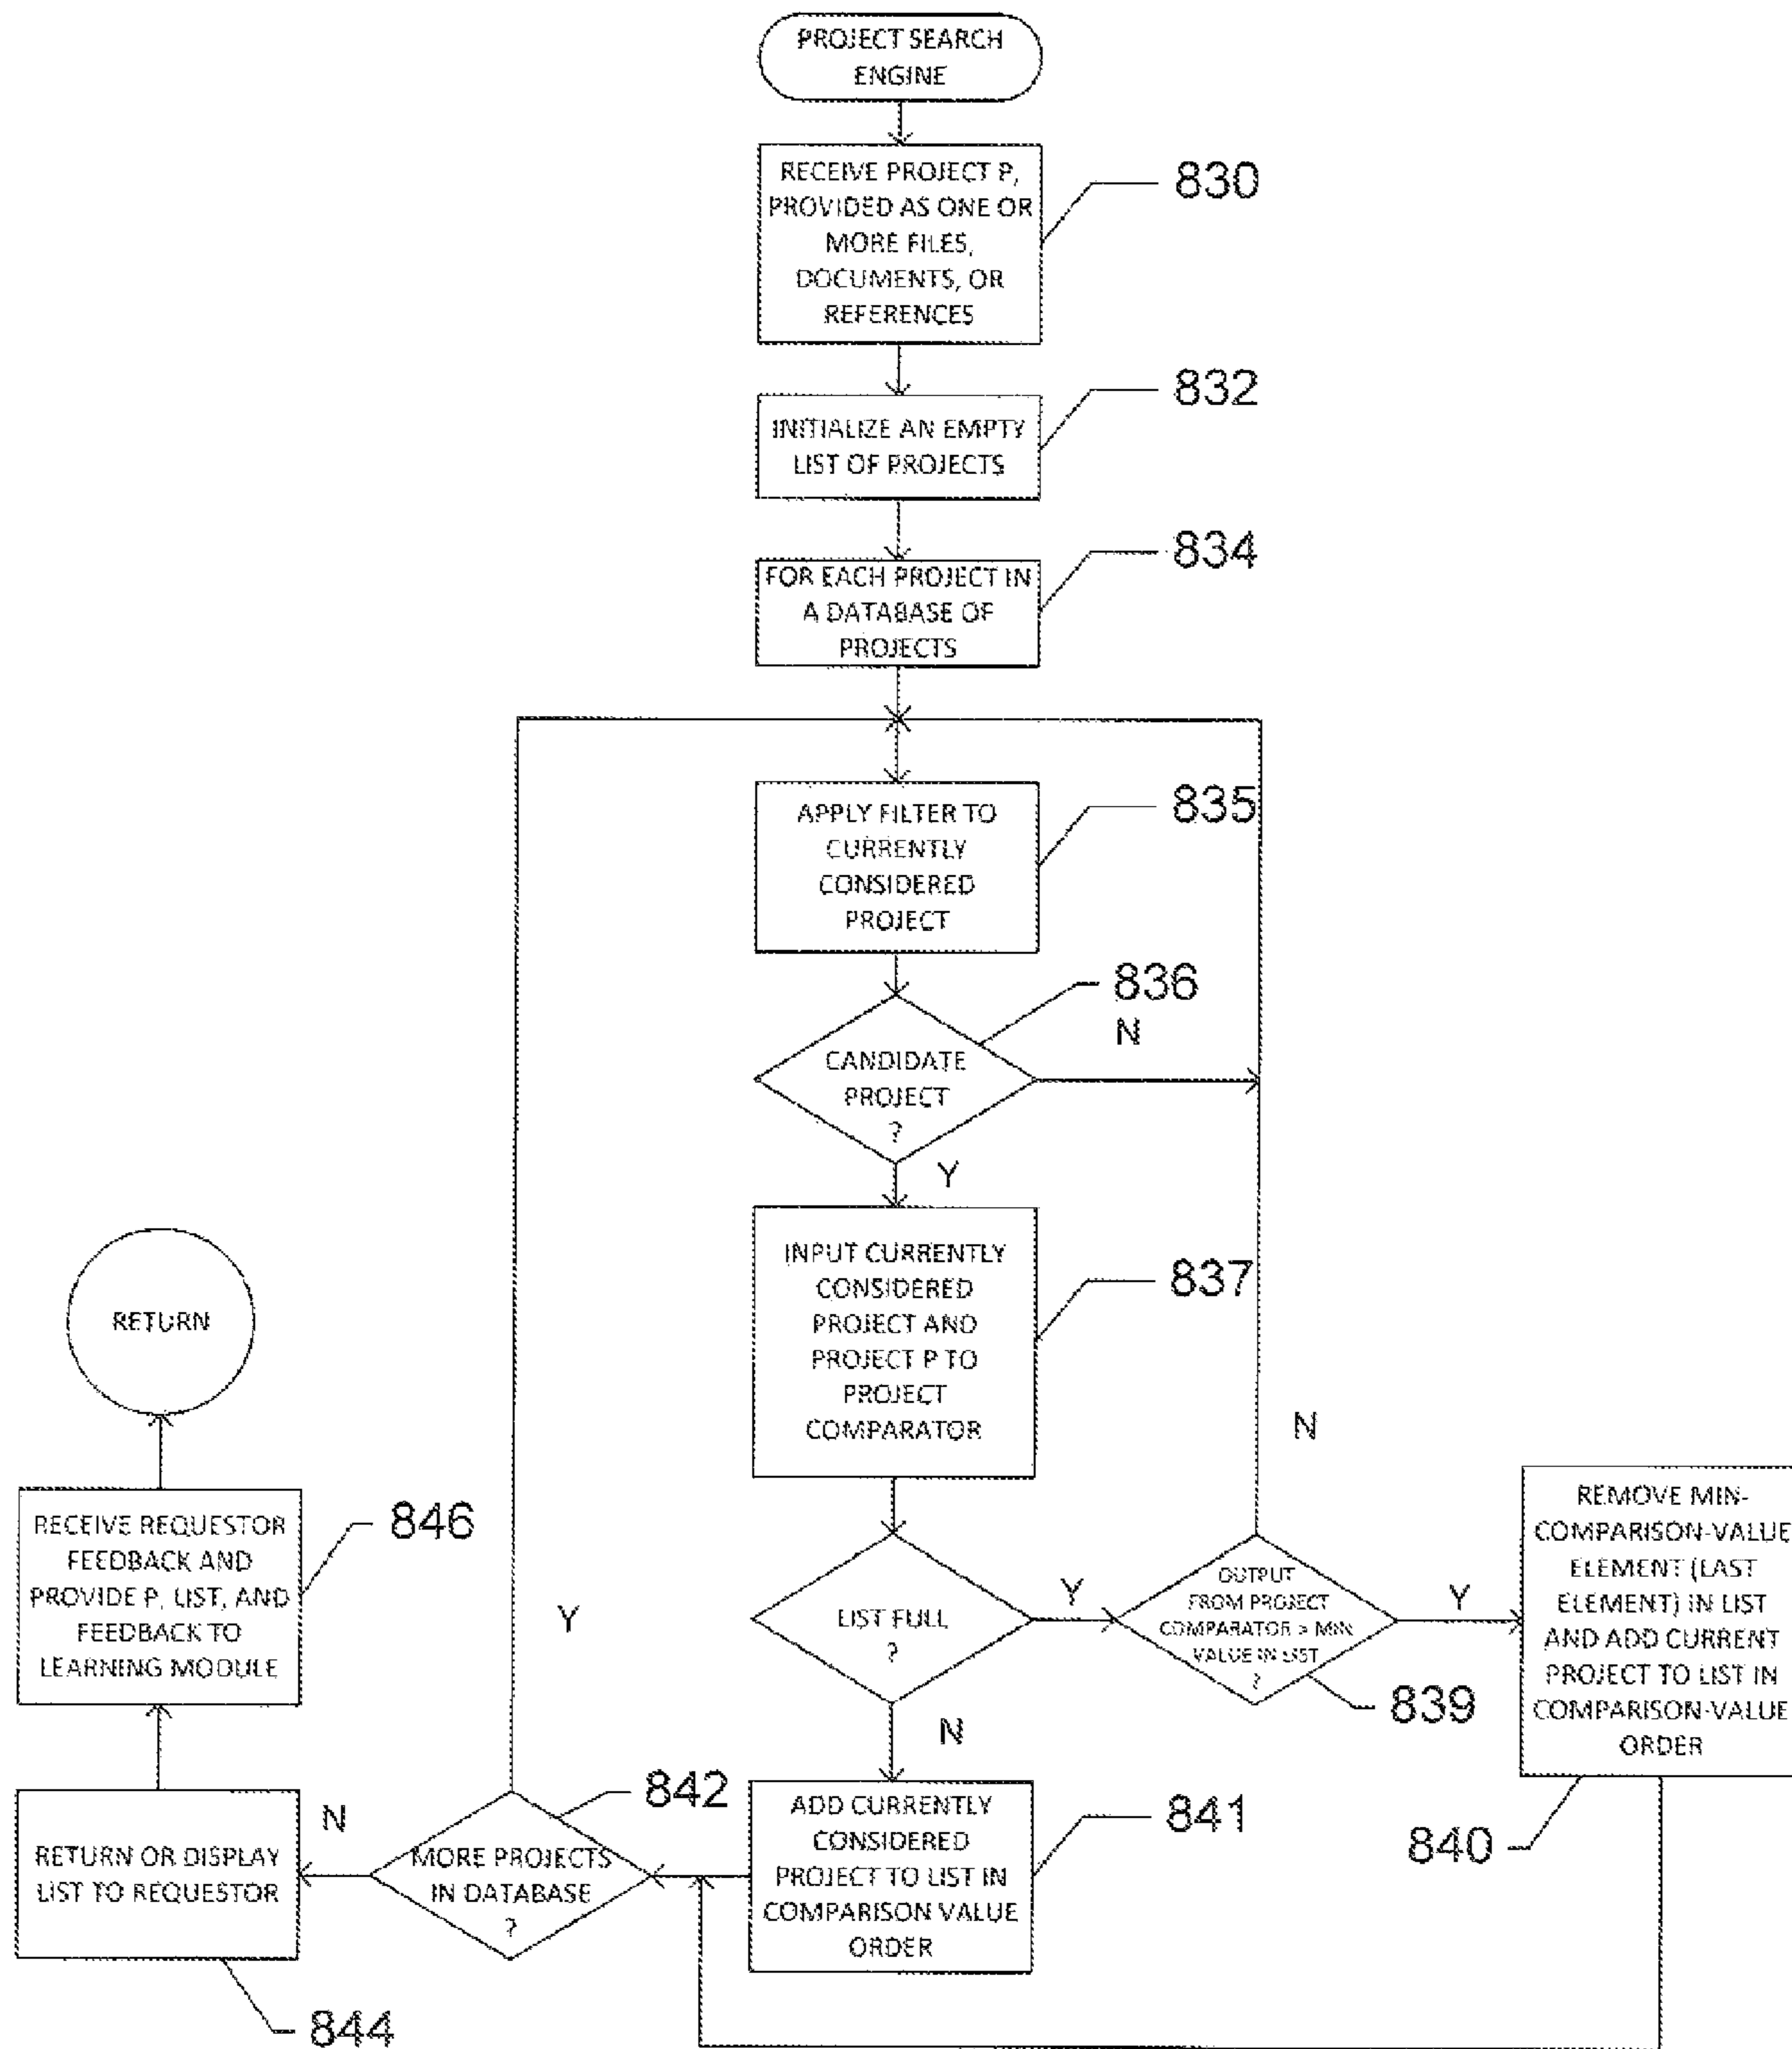 PROJECT SEARCH
ENGINE
RECEIVE PROJECT P,
PROVIDED AS ONE OR
MORE FILES,
DOCUMENTS, OR
REFERENCES
830
INITIALIZE AN EMPTY
LIST OF PROJECTS
832
FOR EACH PROJECT IN
A DATABASE OF
PROJECTS
834
APPLY FILTER TO
CURRENTLY
CONSIDERED
PROJECT
835
CANDIDATE
PROJECT
?
836
N
Y
INPUT CURRENTLY
CONSIDERED
PROJECT AND
PROJECT P TO
PROJECT
COMPARATOR
837
LIST FULL
?
Y
N
OUTPUT
FROM PROJECT
COMPARATOR > MIN
VALUE IN LIST
?
839
N
Y
REMOVE MIN-
COMPARISON-VALUE
ELEMENT (LAST
ELEMENT) IN LIST
AND ADD CURRENT
PROJECT TO LIST IN
COMPARISON-VALUE
ORDER
840
ADD CURRENTLY
CONSIDERED
PROJECT TO LIST IN
COMPARISON VALUE
ORDER
841
MORE PROJECTS
IN DATABASE
?
842
Y
N
RETURN OR DISPLAY
LIST TO REQUESTOR
844
RECEIVE REQUESTOR
FEEDBACK AND
PROVIDE P, LIST, AND
FEEDBACK TO
LEARNING MODULE
846
RETURN